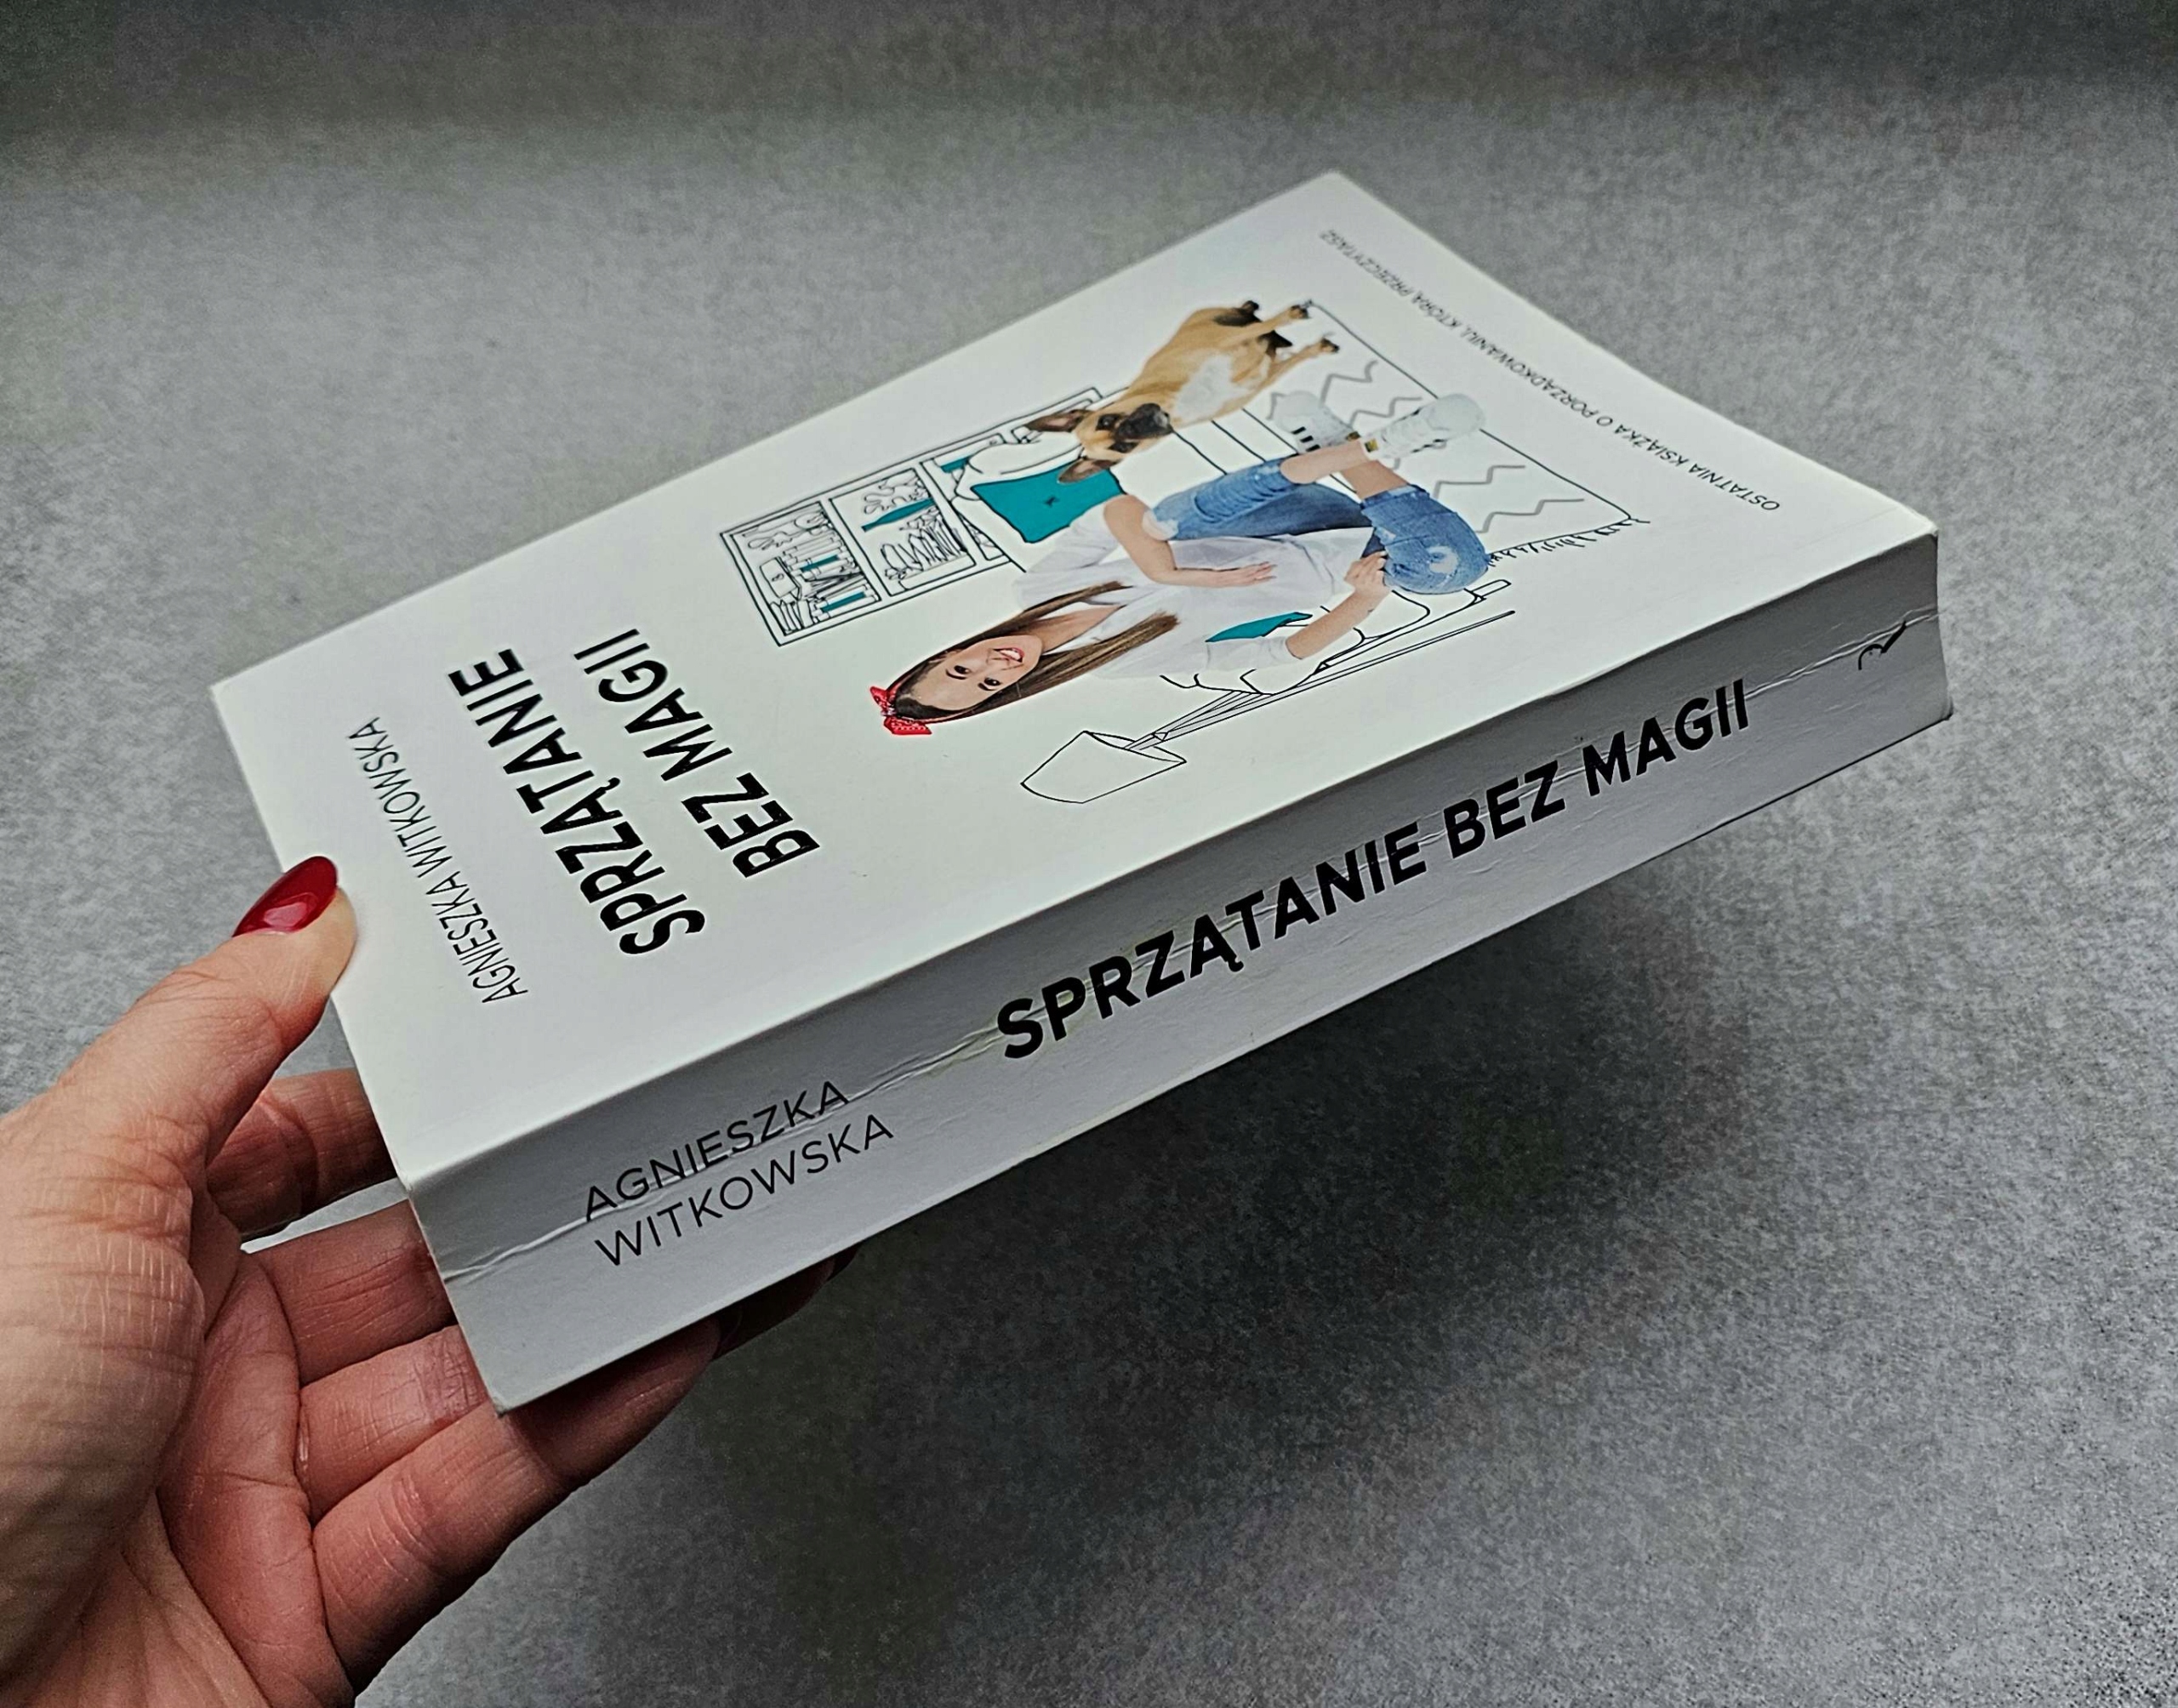 AGNIESZKA WITKOWSKA
SPRZĄTANIE
BEZ MAGII
OSTATNIA KSIĄŻKA O PORZĄDKOWANIU, KTÓRĄ PRZECZYTASZ
AGNIESZKA
WITKOWSKA
SPRZĄTANIE BEZ MAGII